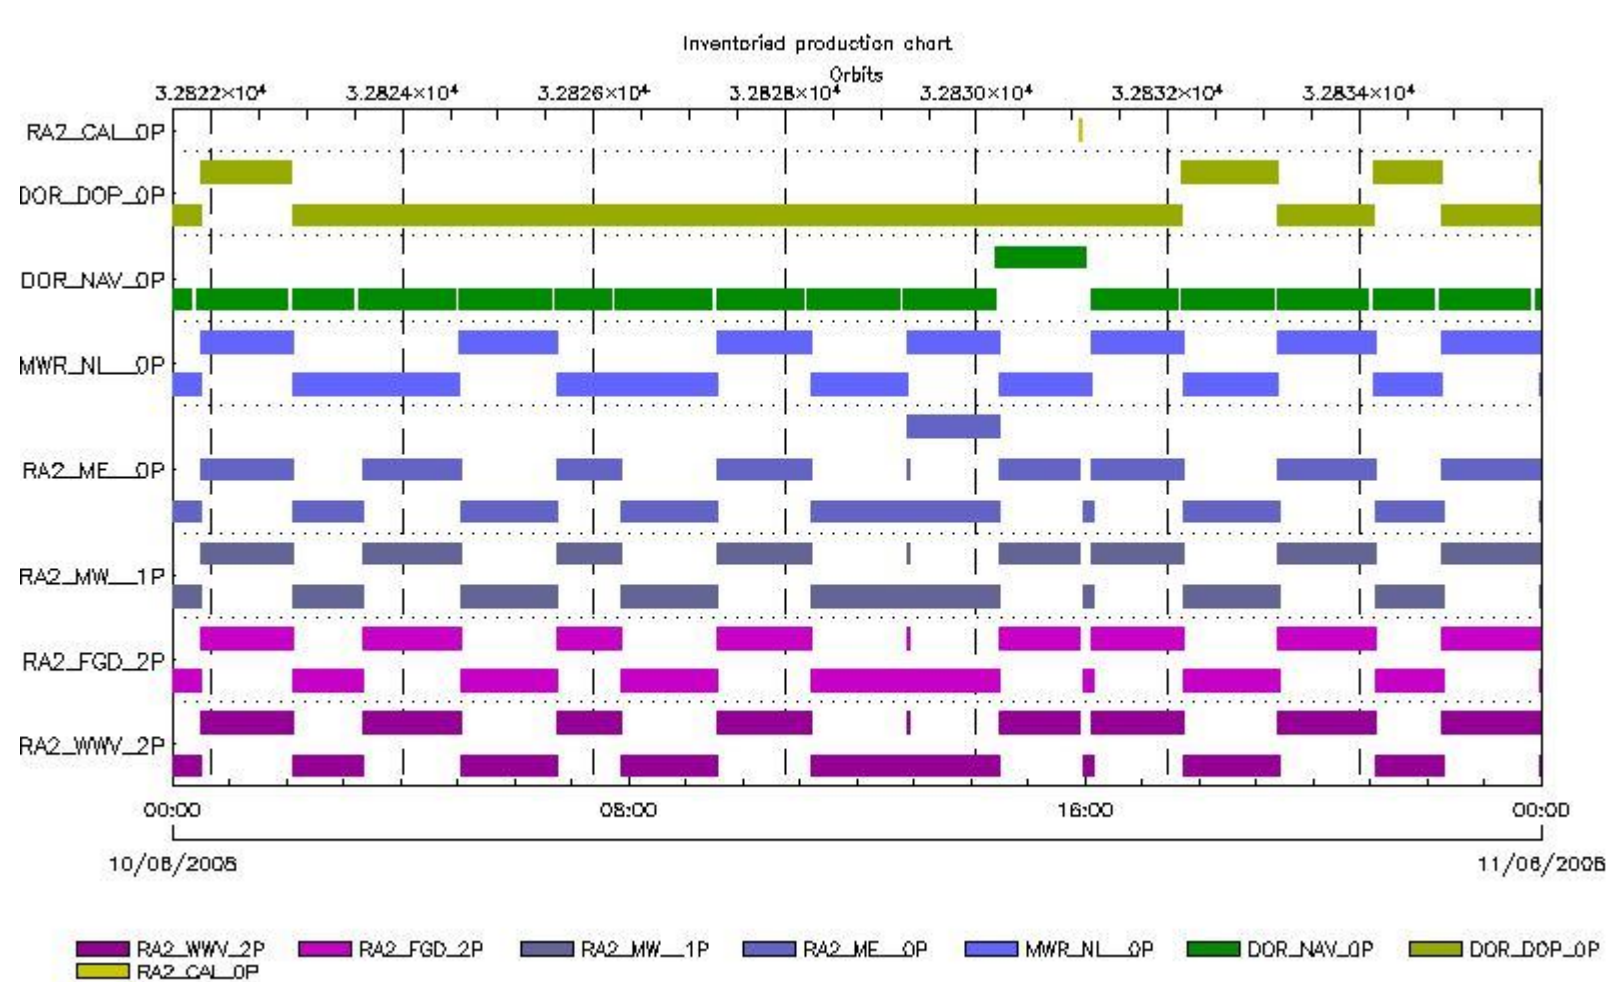 Inventoried production chart
Orbits
3.2822×10⁴ 3.2824×10⁴ 3.2826×10⁴ 3.2828×10⁴ 3.2830×10⁴ 3.2832×10⁴ 3.2834×10⁴
RA2_CAL_0P
DOR_DOP_0P
DOR_NAV_0P
MWR_NL__0P
RA2_ME__0P
RA2_MW__1P
RA2_FGD_2P
RA2_WWV_2P
00:00 08:00 16:00 00:00
10/06/2008 11/06/2008
RA2_WWV_2P RA2_FGD_2P RA2_MW__1P RA2_ME__0P MWR_NL__0P DOR_NAV_0P DOR_DOP_0P
RA2_CAL_0P